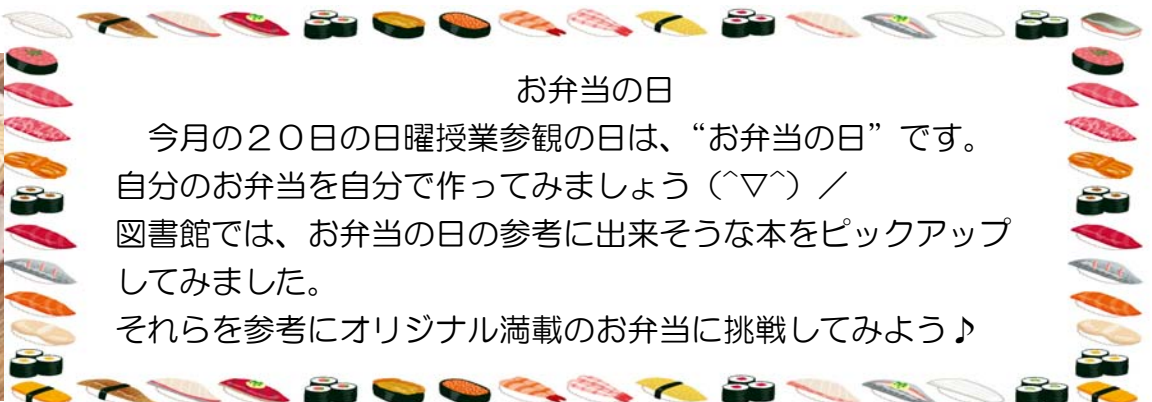 お弁当の日
今月の２０日の日曜授業参観の日は、“お弁当の日”です。
自分のお弁当を自分で作ってみましょう（^▽^）／
図書館では、お弁当の日の参考に出来そうな本をピックアップ
してみました。
それらを参考にオリジナル満載のお弁当に挑戦してみよう♪